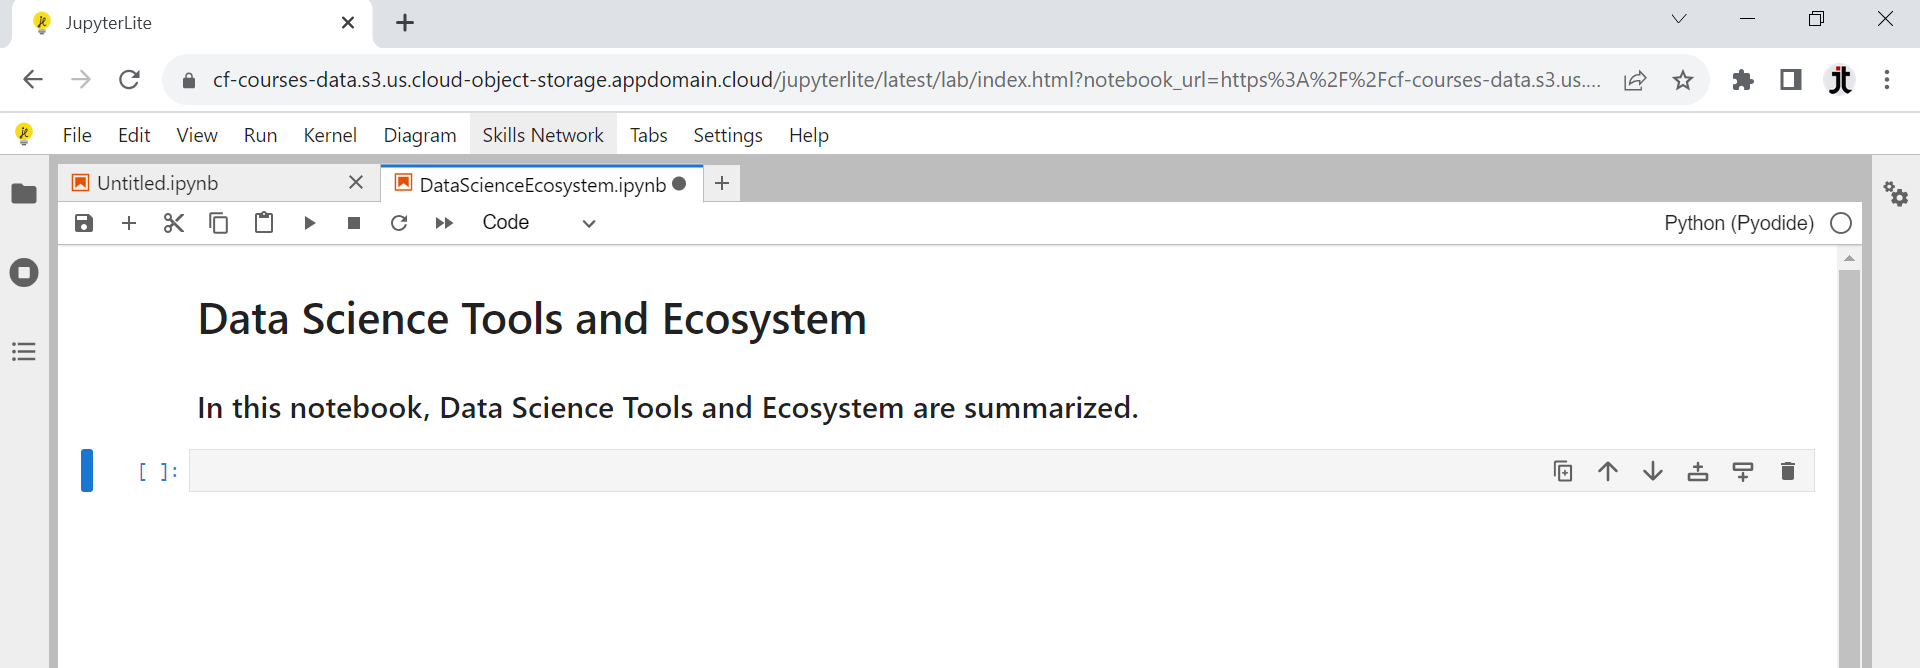 JupyterLite
cf-courses-data.s3.us.cloud-object-storage.appdomain.cloud/jupyterlite/latest/lab/index.html?notebook_url=https%3A%2F%2Fcf-courses-data.s3.us....
jt
File Edit View Run Kernel Diagram Skills Network Tabs Settings Help
Untitled.ipynb DataScienceEcosystem.ipynb
Code Python (Pyodide)
Data Science Tools and Ecosystem
In this notebook, Data Science Tools and Ecosystem are summarized.
[ ]: